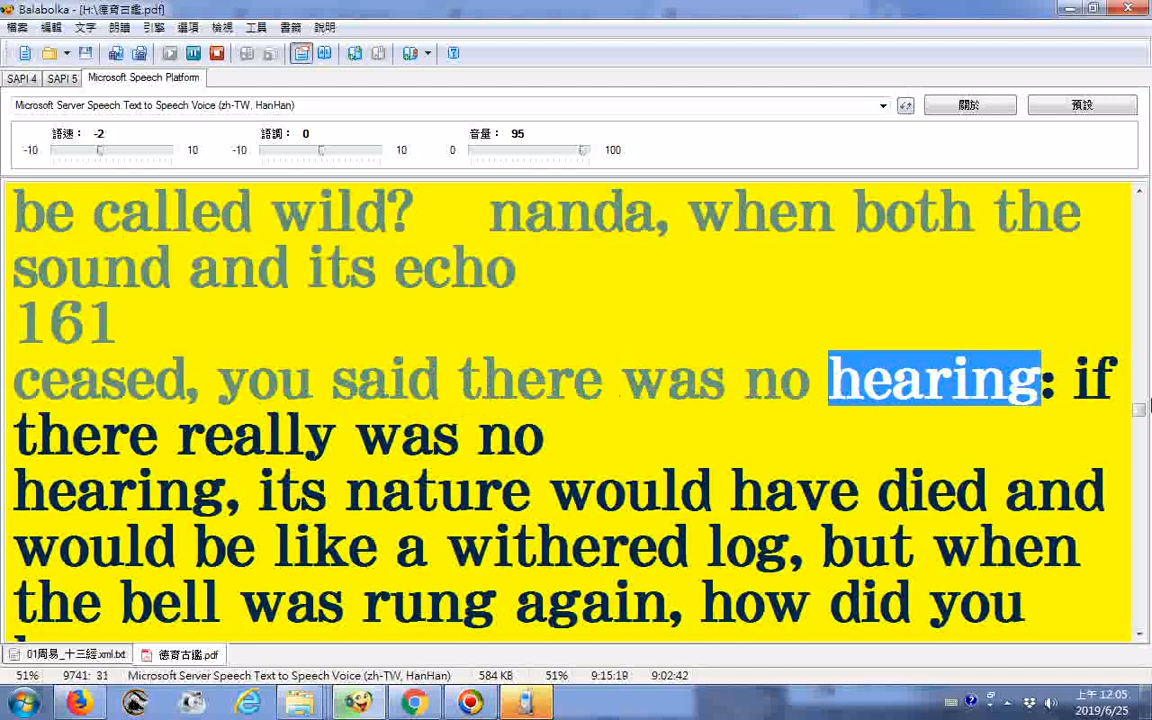 Balabolka - [H:\德育古鑑.pdf]
檔案 編輯 文字 朗讀 引擎 選項 檢視 工具 書籤 說明
SAPI 4 SAPI 5 Microsoft Speech Platform
Microsoft Server Speech Text to Speech Voice (zh-TW, HanHan) 關於 預設
語速： -2 語調： 0 音量： 95
-10 10 -10 10 0 100
be called wild? nanda, when both the
sound and its echo
161
ceased, you said there was no hearing: if
there really was no
hearing, its nature would have died and
would be like a withered log, but when
the bell was rung again, how did you
01周易_十三經.xml.txt 德育古鑑.pdf
51% 9741: 31 Microsoft Server Speech Text to Speech Voice (zh-TW, HanHan) 584 KB 51% 9:15:19 9:02:42
上午 12:05
2019/6/25